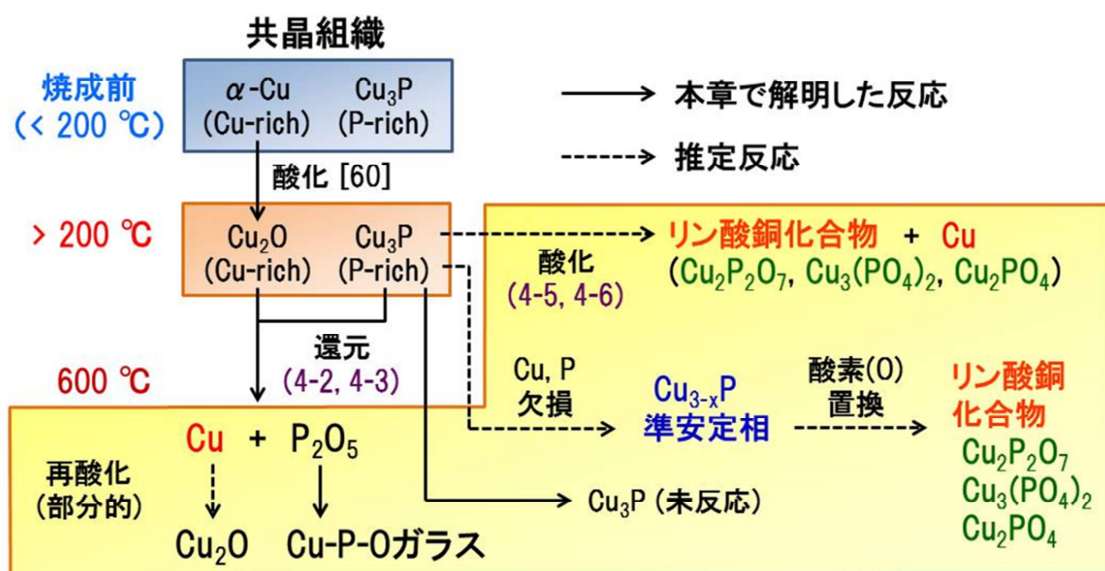 共晶組織
焼成前
(< 200 ℃)
α-Cu Cu₃P
(Cu-rich) (P-rich)
本章で解明した反応
推定反応
酸化 [60]
> 200 ℃
Cu₂O Cu₃P
(Cu-rich) (P-rich)
リン酸銅化合物 + Cu
(Cu₂P₂O₇, Cu₃(PO₄)₂, Cu₂PO₄)
酸化
(4-5, 4-6)
還元
(4-2, 4-3)
600 ℃
Cu, P
欠損
Cu₃₋ₓP
準安定相
酸素(O)
置換
リン酸銅
化合物
Cu₂P₂O₇
Cu₃(PO₄)₂
Cu₂PO₄
Cu + P₂O₅
再酸化
(部分的)
Cu₃P (未反応)
Cu₂O Cu-P-Oガラス